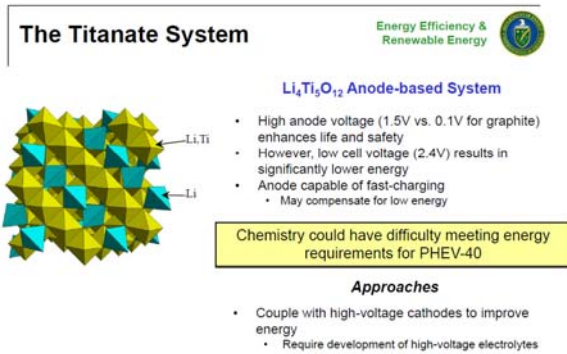 The Titanate System
Energy Efficiency &
Renewable Energy
Li4Ti5O12 Anode-based System
• High anode voltage (1.5V vs. 0.1V for graphite)
enhances life and safety
• However, low cell voltage (2.4V) results in
significantly lower energy
• Anode capable of fast-charging
• May compensate for low energy
Li,Ti
Li
Chemistry could have difficulty meeting energy
requirements for PHEV-40
Approaches
• Couple with high-voltage cathodes to improve
energy
• Require development of high-voltage electrolytes